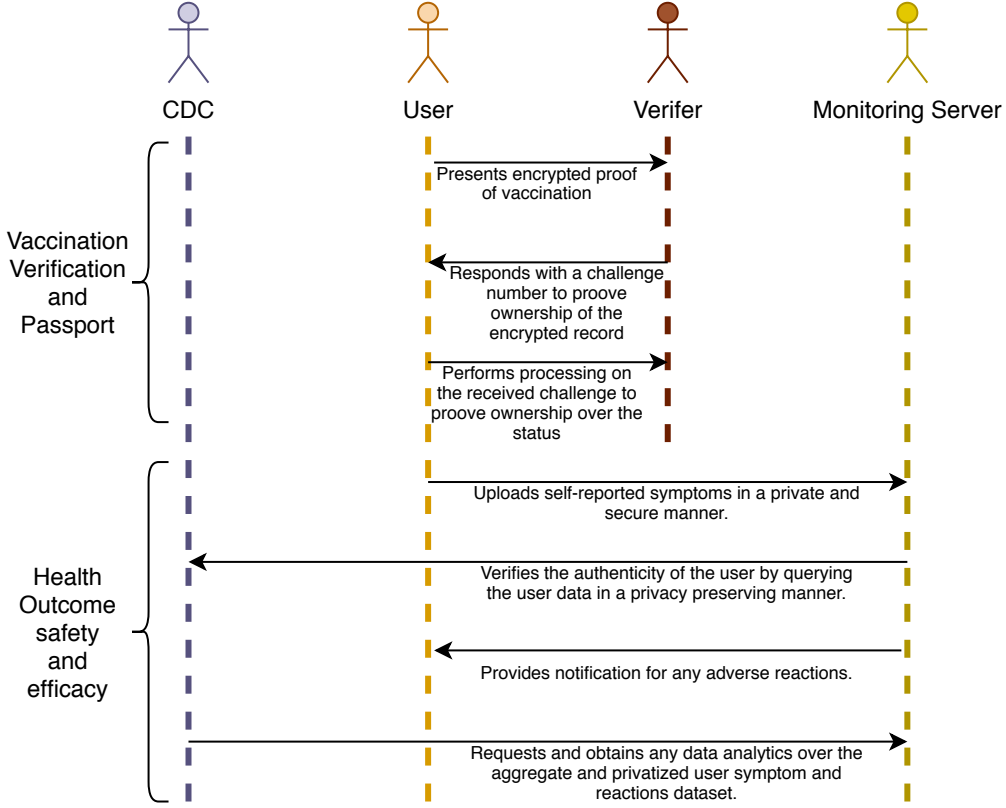 CDC
User
Verifer
Monitoring Server
Vaccination
Verification
and
Passport
Presents encrypted proof
of vaccination
Responds with a challenge
number to proove
ownership of the
encrypted record
Performs processing on
the received challenge to
proove ownership over the
status
Health
Outcome
safety
and
efficacy
Uploads self-reported symptoms in a private and
secure manner.
Verifies the authenticity of the user by querying
the user data in a privacy preserving manner.
Provides notification for any adverse reactions.
Requests and obtains any data analytics over the
aggregate and privatized user symptom and
reactions dataset.